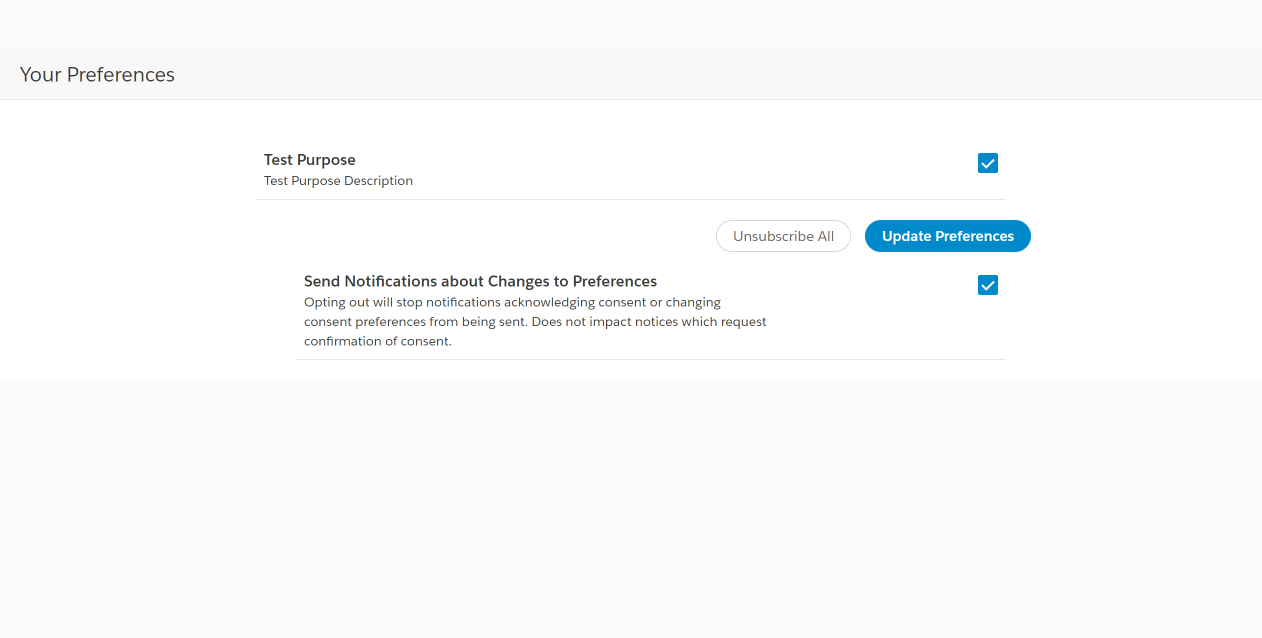 Your Preferences
Test Purpose
Test Purpose Description
Unsubscribe All
Update Preferences
Send Notifications about Changes to Preferences
Opting out will stop notifications acknowledging consent or changing
consent preferences from being sent. Does not impact notices which request
confirmation of consent.